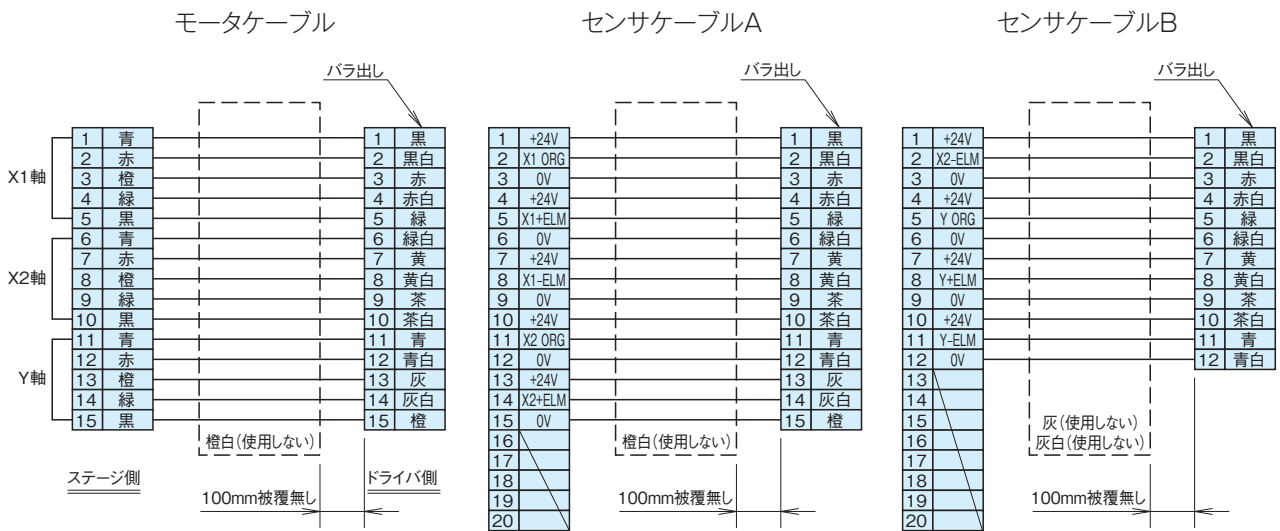 モータケーブル
バラ出し
X1軸
X2軸
Y軸
1 青 1 黒
2 赤 2 黒白
3 橙 3 赤
4 緑 4 赤白
5 黒 5 緑
6 青 6 緑白
7 赤 7 黄
8 橙 8 黄白
9 緑 9 茶
10 黒 10 茶白
11 青 11 青
12 赤 12 青白
13 橙 13 灰
14 緑 14 灰白
15 黒 15 橙
橙白(使用しない)
ステージ側
ドライバ側
100mm被覆無し
センサケーブルA
バラ出し
1 +24V 1 黒
2 X1 ORG 2 黒白
3 0V 3 赤
4 +24V 4 赤白
5 X1+ELM 5 緑
6 0V 6 緑白
7 +24V 7 黄
8 X1-ELM 8 黄白
9 0V 9 茶
10 +24V 10 茶白
11 X2 ORG 11 青
12 0V 12 青白
13 +24V 13 灰
14 X2+ELM 14 灰白
15 0V 15 橙
16
17
18
19
20
橙白(使用しない)
100mm被覆無し
センサケーブルB
バラ出し
1 +24V 1 黒
2 X2-ELM 2 黒白
3 0V 3 赤
4 +24V 4 赤白
5 Y ORG 5 緑
6 0V 6 緑白
7 +24V 7 黄
8 Y+ELM 8 黄白
9 0V 9 茶
10 +24V 10 茶白
11 Y-ELM 11 青
12 0V 12 青白
13
14
15
16
17
18
19
20
灰(使用しない)
灰白(使用しない)
100mm被覆無し